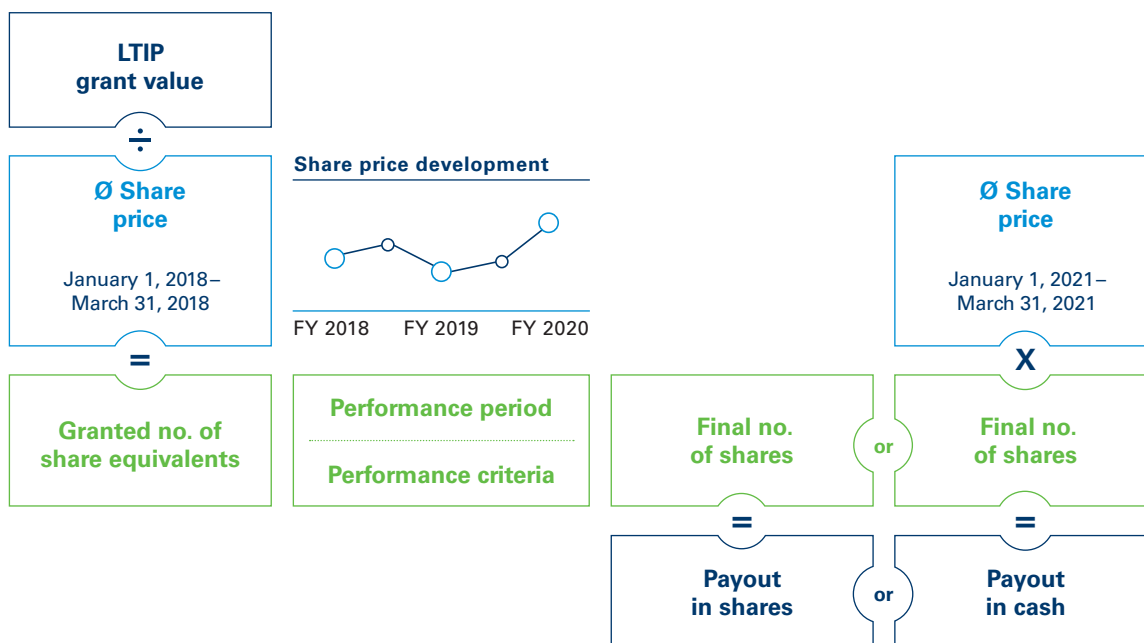 LTIP
grant value
÷
Ø Share
price
January 1, 2018–
March 31, 2018
=
Granted no. of
share equivalents
Share price development
FY 2018 FY 2019 FY 2020
Performance period
Performance criteria
Final no.
of shares
or
Ø Share
price
January 1, 2021–
March 31, 2021
X
Final no.
of shares
=
=
Payout
in shares
or
Payout
in cash